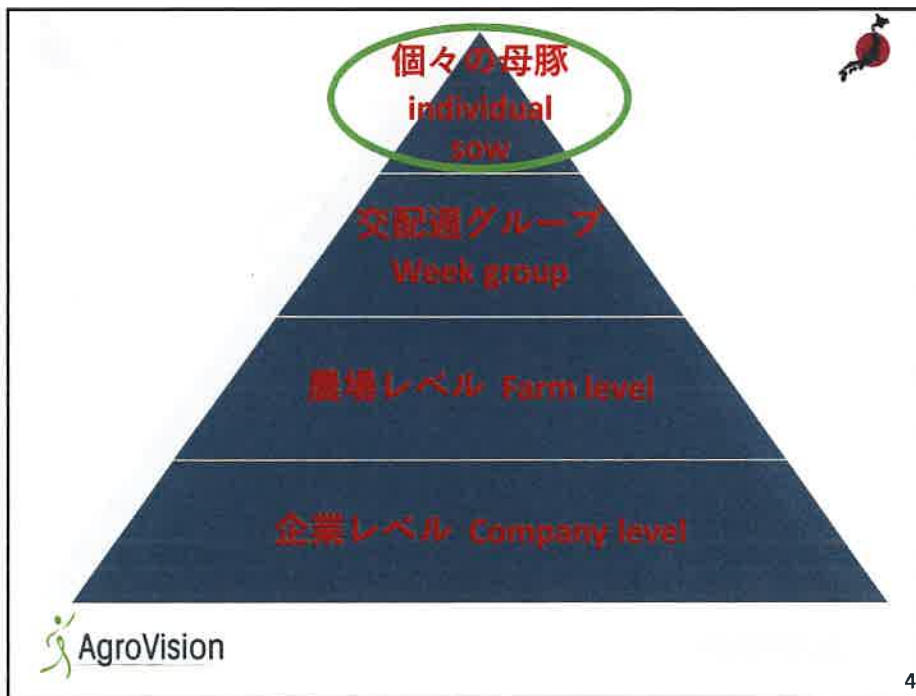 個々の母豚
individual
sow
交配週グループ
Week group
農場レベル Farm level
企業レベル Company level
AgroVision
4